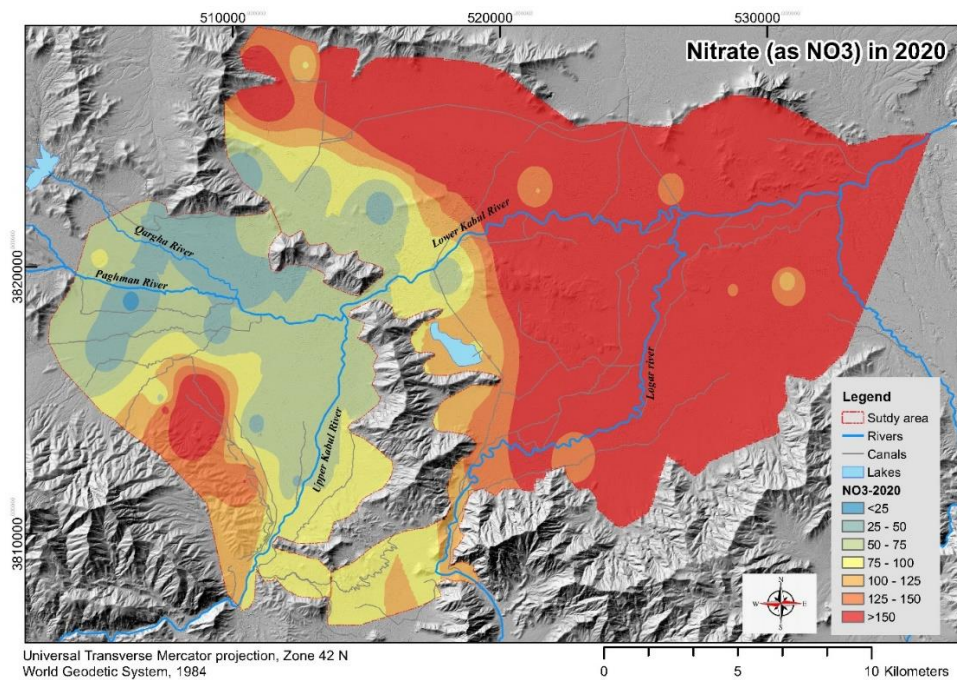 510000
520000
530000
Nitrate (as NO3) in 2020
3820000
3810000
Qargha River
Paghman River
Lower Kabul River
Upper Kabul River
Logar river
Legend
Sutdy area
Rivers
Canals
Lakes
NO3-2020
<25
25 - 50
50 - 75
75 - 100
100 - 125
125 - 150
>150
N
W
E
S
Universal Transverse Mercator projection, Zone 42 N
World Geodetic System, 1984
0 5 10 Kilometers